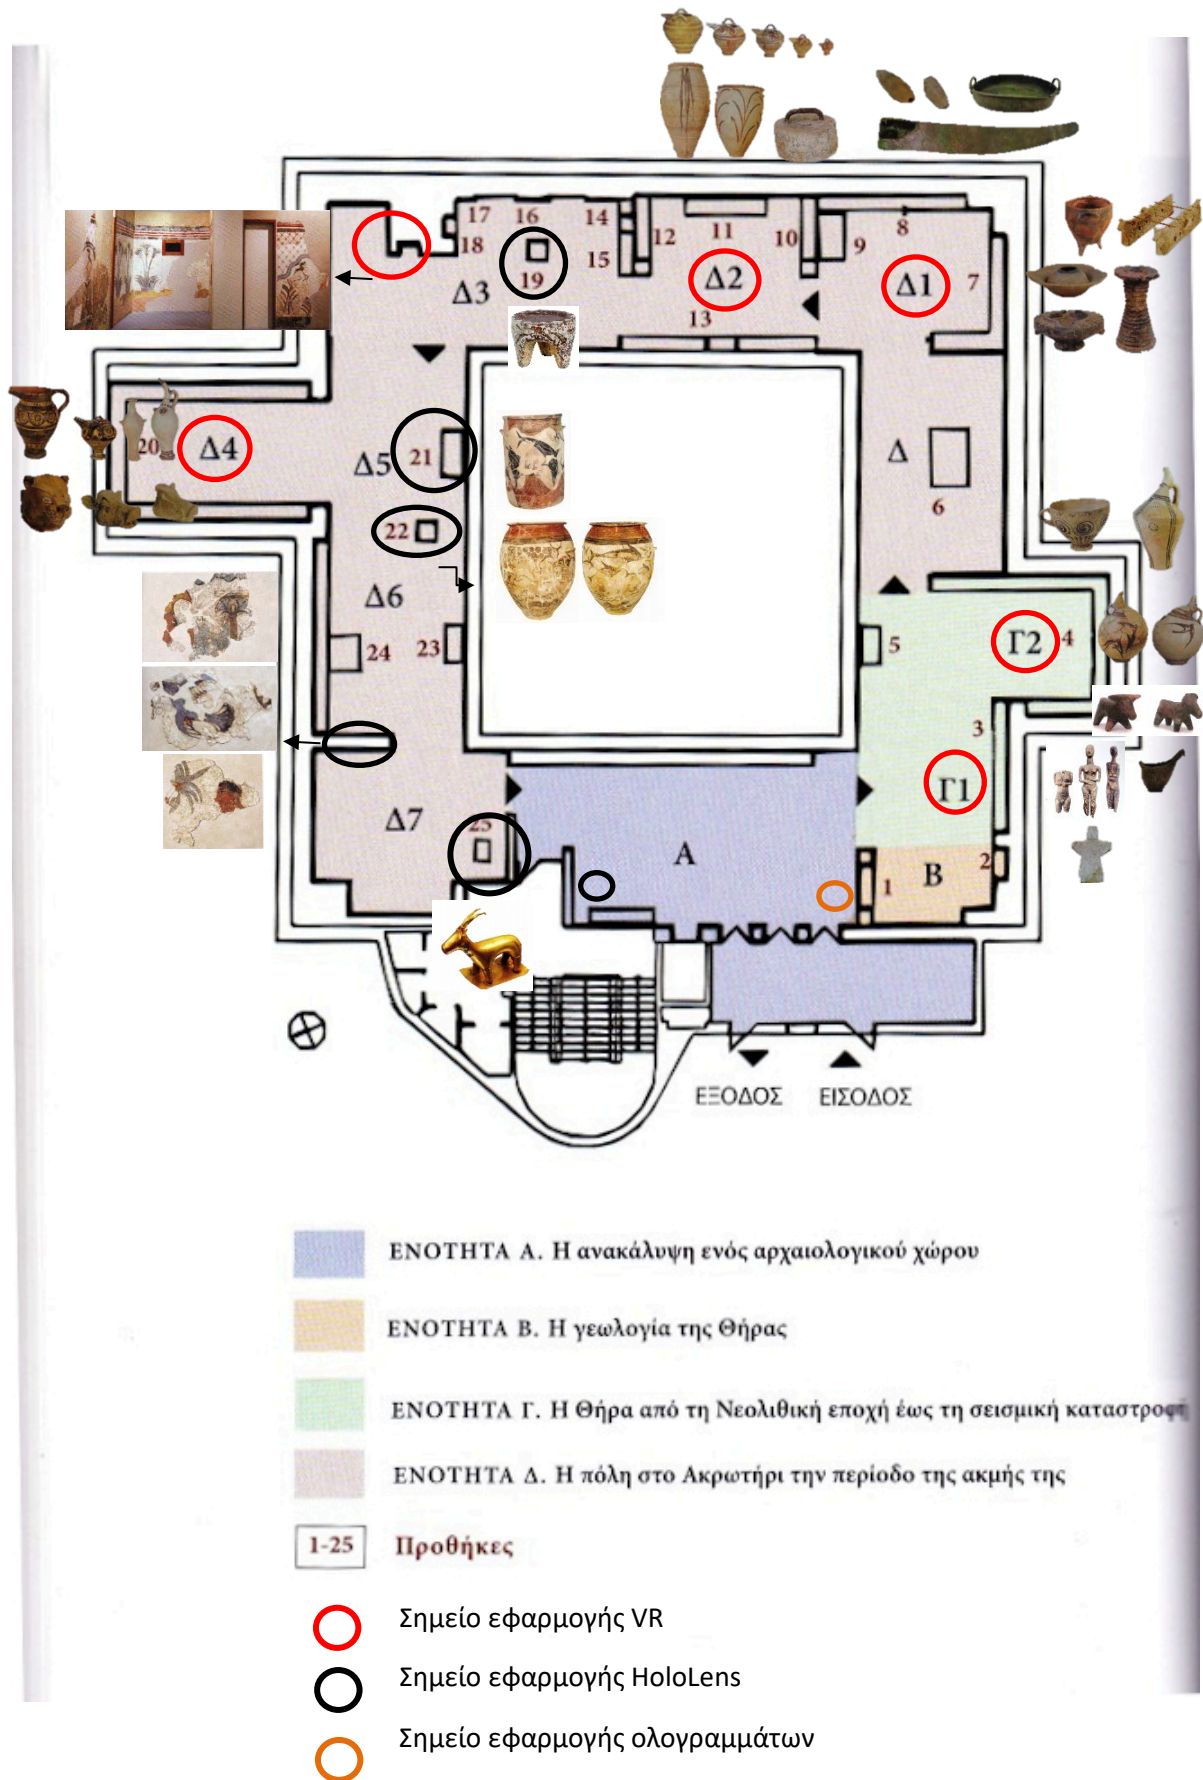 17 16 14
18 12 11 10 9 8
19 15
Δ3 Δ2 Δ1 7
13
20 Δ4 Δ5 21 Δ
6
22
Δ6
24 23 5 Γ2 4
3
Γ1
Δ7 25 Α 1 Β 2
ΕΞΟΔΟΣ ΕΙΣΟΔΟΣ
ΕΝΟΤΗΤΑ Α. Η ανακάλυψη ενός αρχαιολογικού χώρου
ΕΝΟΤΗΤΑ Β. Η γεωλογία της Θήρας
ΕΝΟΤΗΤΑ Γ. Η Θήρα από τη Νεολιθική εποχή έως τη σεισμική καταστροφή
ΕΝΟΤΗΤΑ Δ. Η πόλη στο Ακρωτήρι την περίοδο της ακμής της
1-25 Προθήκες
Σημείο εφαρμογής VR
Σημείο εφαρμογής HoloLens
Σημείο εφαρμογής ολογραμμάτων